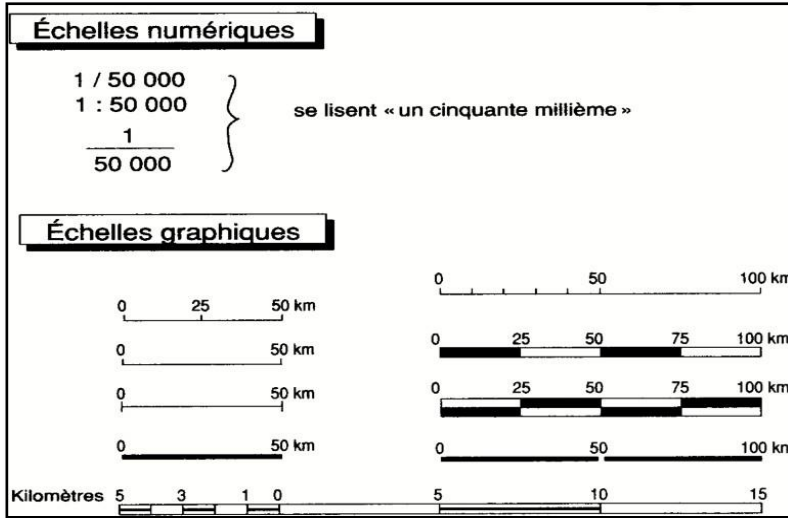 Échelles numériques
1 / 50 000
1 : 50 000
1
50 000
se lisent « un cinquante millième »
Échelles graphiques
0 25 50 km
0 50 km
0 50 km
0 50 km
0 50 100 km
0 25 50 75 100 km
0 25 50 75 100 km
0 50 100 km
Kilomètres 5 3 1 0 5 10 15